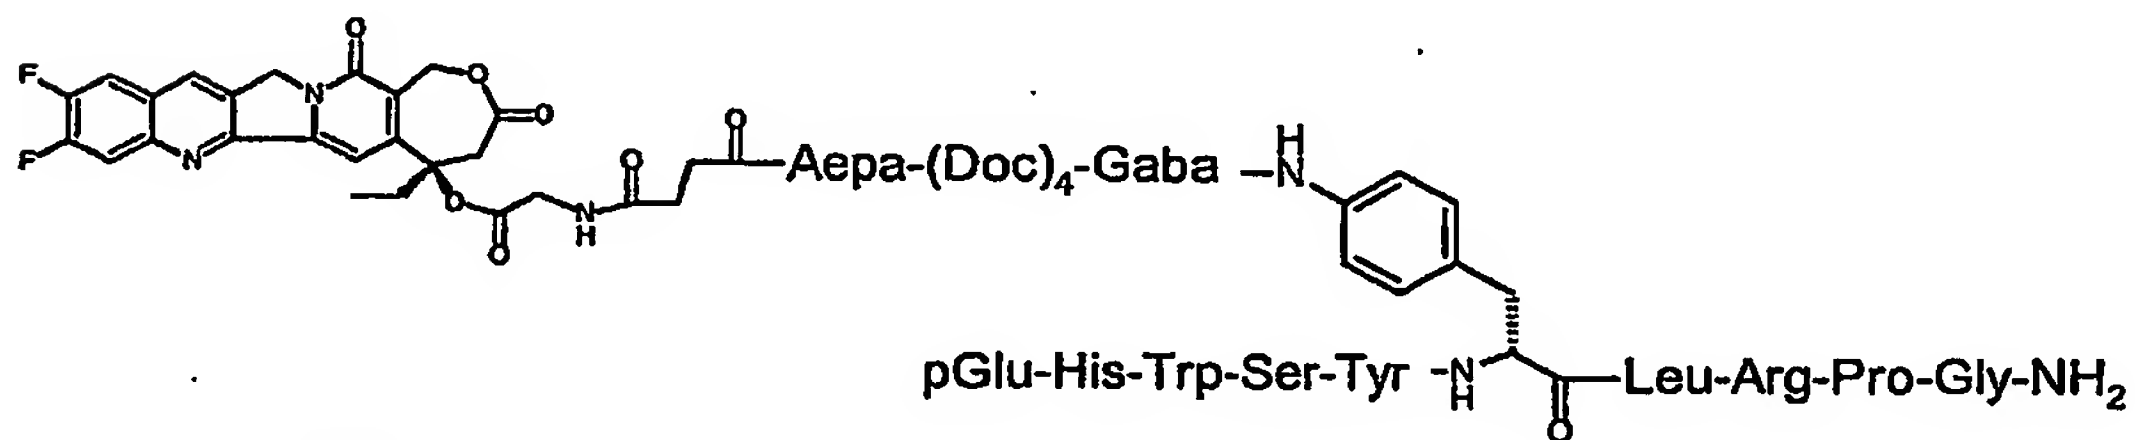 O
F
N
O
O
F
N
O
O
O
N
H
O
Aepa-(Doc)4-Gaba
H
–N
pGlu-His-Trp-Ser-Tyr
–N
H
O
Leu-Arg-Pro-Gly-NH2